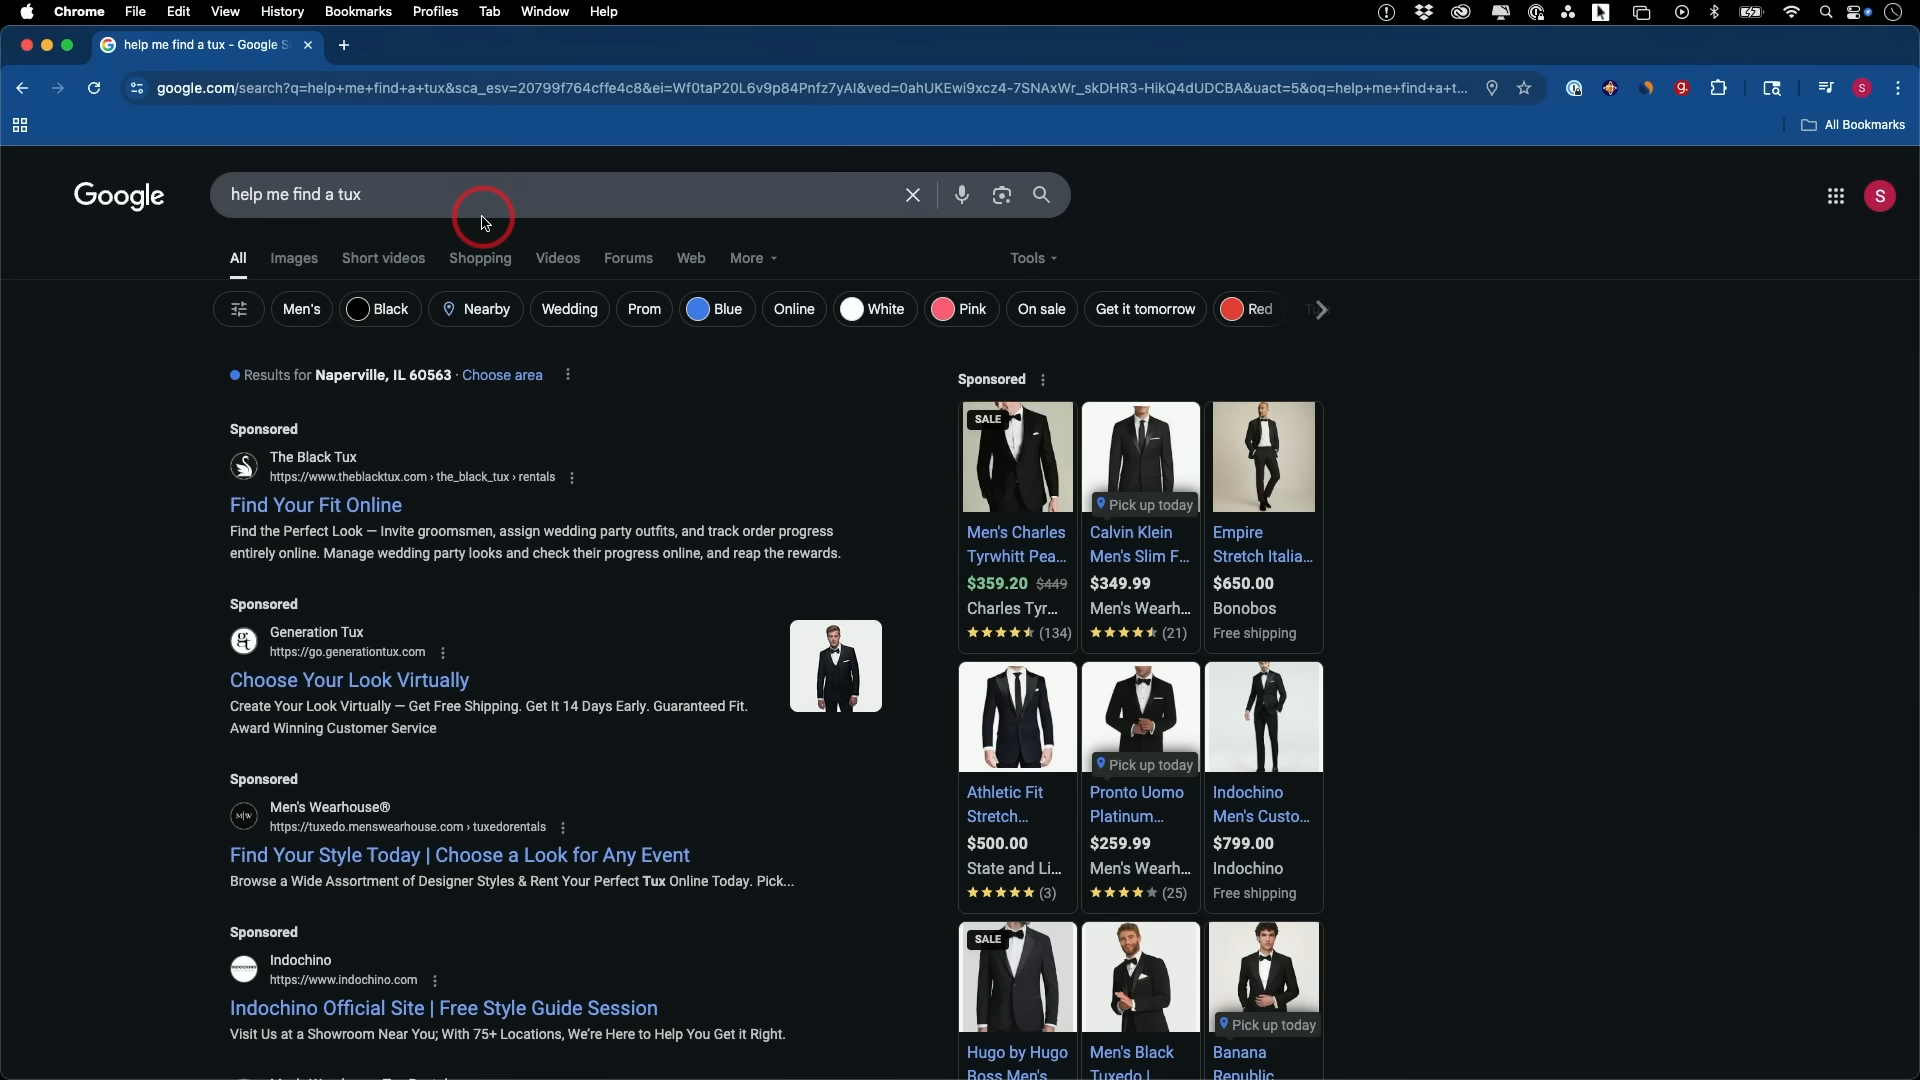 Chrome File Edit View History Bookmarks Profiles Tab Window Help
help me find a tux - Google S
google.com/search?q=help+me+find+a+tux&sca_esv=20799f764cffe4c8&ei=Wf0taP20L6v9p84Pnfz7yAI&ved=0ahUKEwi9xcz4-7SNAxWr_skDHR3-HikQ4dUDCBA&uact=5&oq=help+me+find+a+t...
All Bookmarks
Google
help me find a tux
S
All Images Short videos Shopping Videos Forums Web More Tools
Men's Black Nearby Wedding Prom Blue Online White Pink On sale Get it tomorrow Red
Results for Naperville, IL 60563 · Choose area
Sponsored
The Black Tux
https://www.theblacktux.com › the_black_tux › rentals
Find Your Fit Online
Find the Perfect Look — Invite groomsmen, assign wedding party outfits, and track order progress
entirely online. Manage wedding party looks and check their progress online, and reap the rewards.
Sponsored
Generation Tux
https://go.generationtux.com
Choose Your Look Virtually
Create Your Look Virtually — Get Free Shipping. Get It 14 Days Early. Guaranteed Fit.
Award Winning Customer Service
Sponsored
Men's Wearhouse®
https://tuxedo.menswearhouse.com › tuxedorentals
Find Your Style Today | Choose a Look for Any Event
Browse a Wide Assortment of Designer Styles & Rent Your Perfect Tux Online Today. Pick...
Sponsored
Indochino
https://www.indochino.com
Indochino Official Site | Free Style Guide Session
Visit Us at a Showroom Near You; With 75+ Locations, We're Here to Help You Get it Right.
Sponsored
SALE
Men's Charles
Tyrwhitt Pea...
$359.20 $449
Charles Tyr...
(134)
Pick up today
Calvin Klein
Men's Slim F...
$349.99
Men's Wearh...
(21)
Empire
Stretch Italia...
$650.00
Bonobos
Free shipping
Athletic Fit
Stretch...
$500.00
State and Li...
(3)
Pick up today
Pronto Uomo
Platinum...
$259.99
Men's Wearh...
(25)
Indochino
Men's Custo...
$799.00
Indochino
Free shipping
SALE
Hugo by Hugo
Boss Men's
Men's Black
Tuxedo |
Pick up today
Banana
Republic